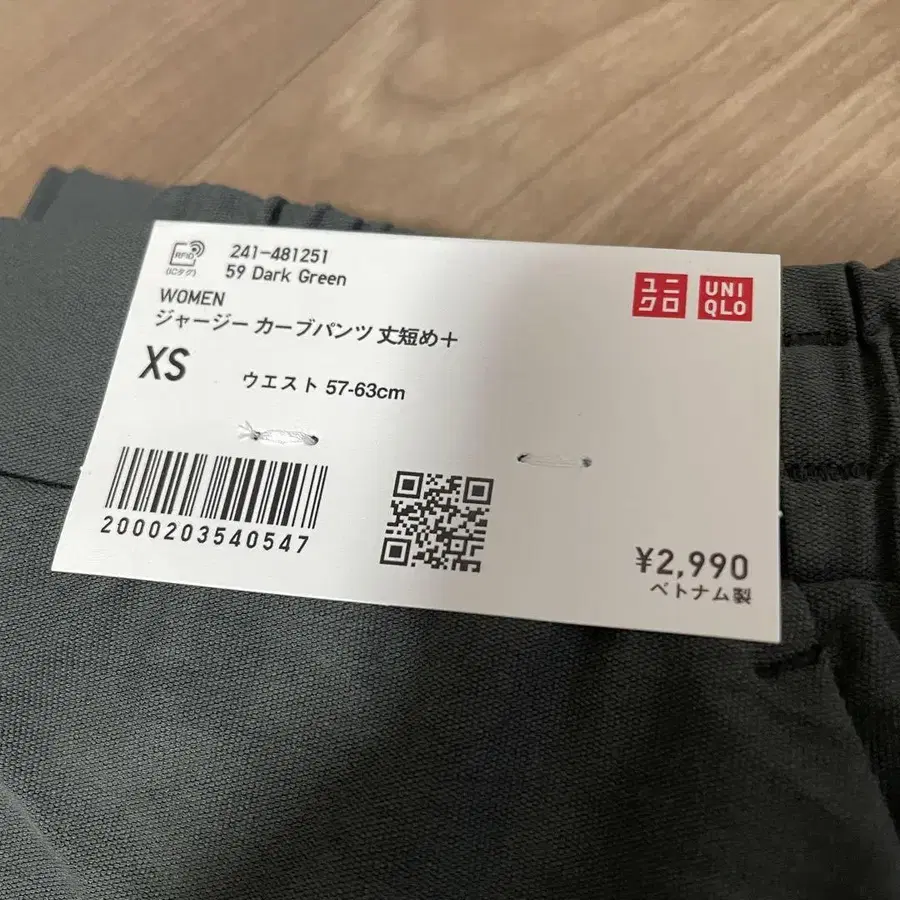 RFID
(ICタグ)
241-481251
59 Dark Green
WOMEN
ジャージー カーブパンツ 丈短め+
XS
ウエスト 57-63cm
ユニ
クロ
UNI
QLO
2000203540547
¥2,990
ベトナム製